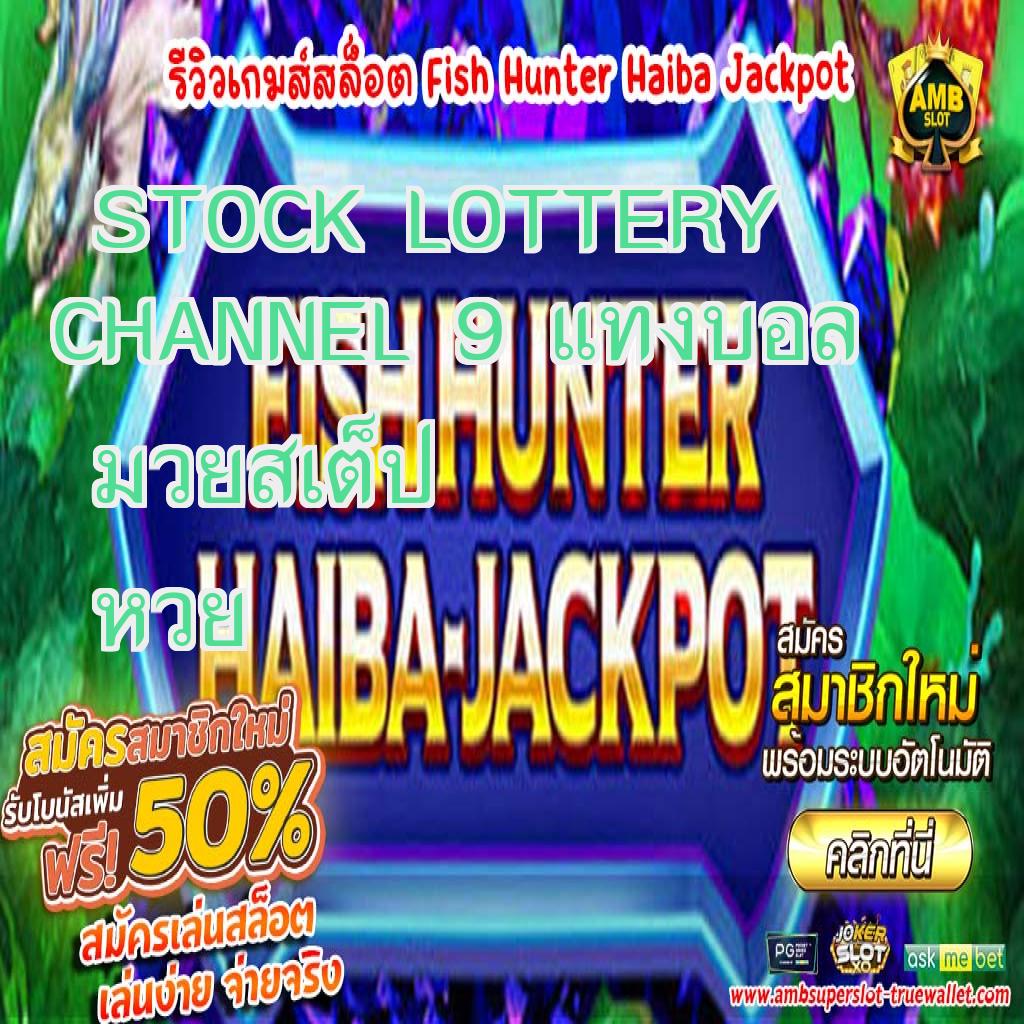 รีวิวเกมส์สล็อต Fish Hunter Haiba Jackpot
AMB
SLOT
STOCK LOTTERY
CHANNEL 9 แทงบอล
FISH HUNTER
มวยสเต็ป
HAIBA-JACKPOT
หวย
สมัคร
สมาชิกใหม่
พร้อมระบบอัตโนมัติ
คลิกที่นี่
สมัครสมาชิกใหม่
รับโบนัสเพิ่ม
ฟรี! 50%
สมัครเล่นสล็อต
เล่นง่าย จ่ายจริง
PG
JOKER
SLOT
XO
ask me bet
www.ambsuperslot-truewallet.com